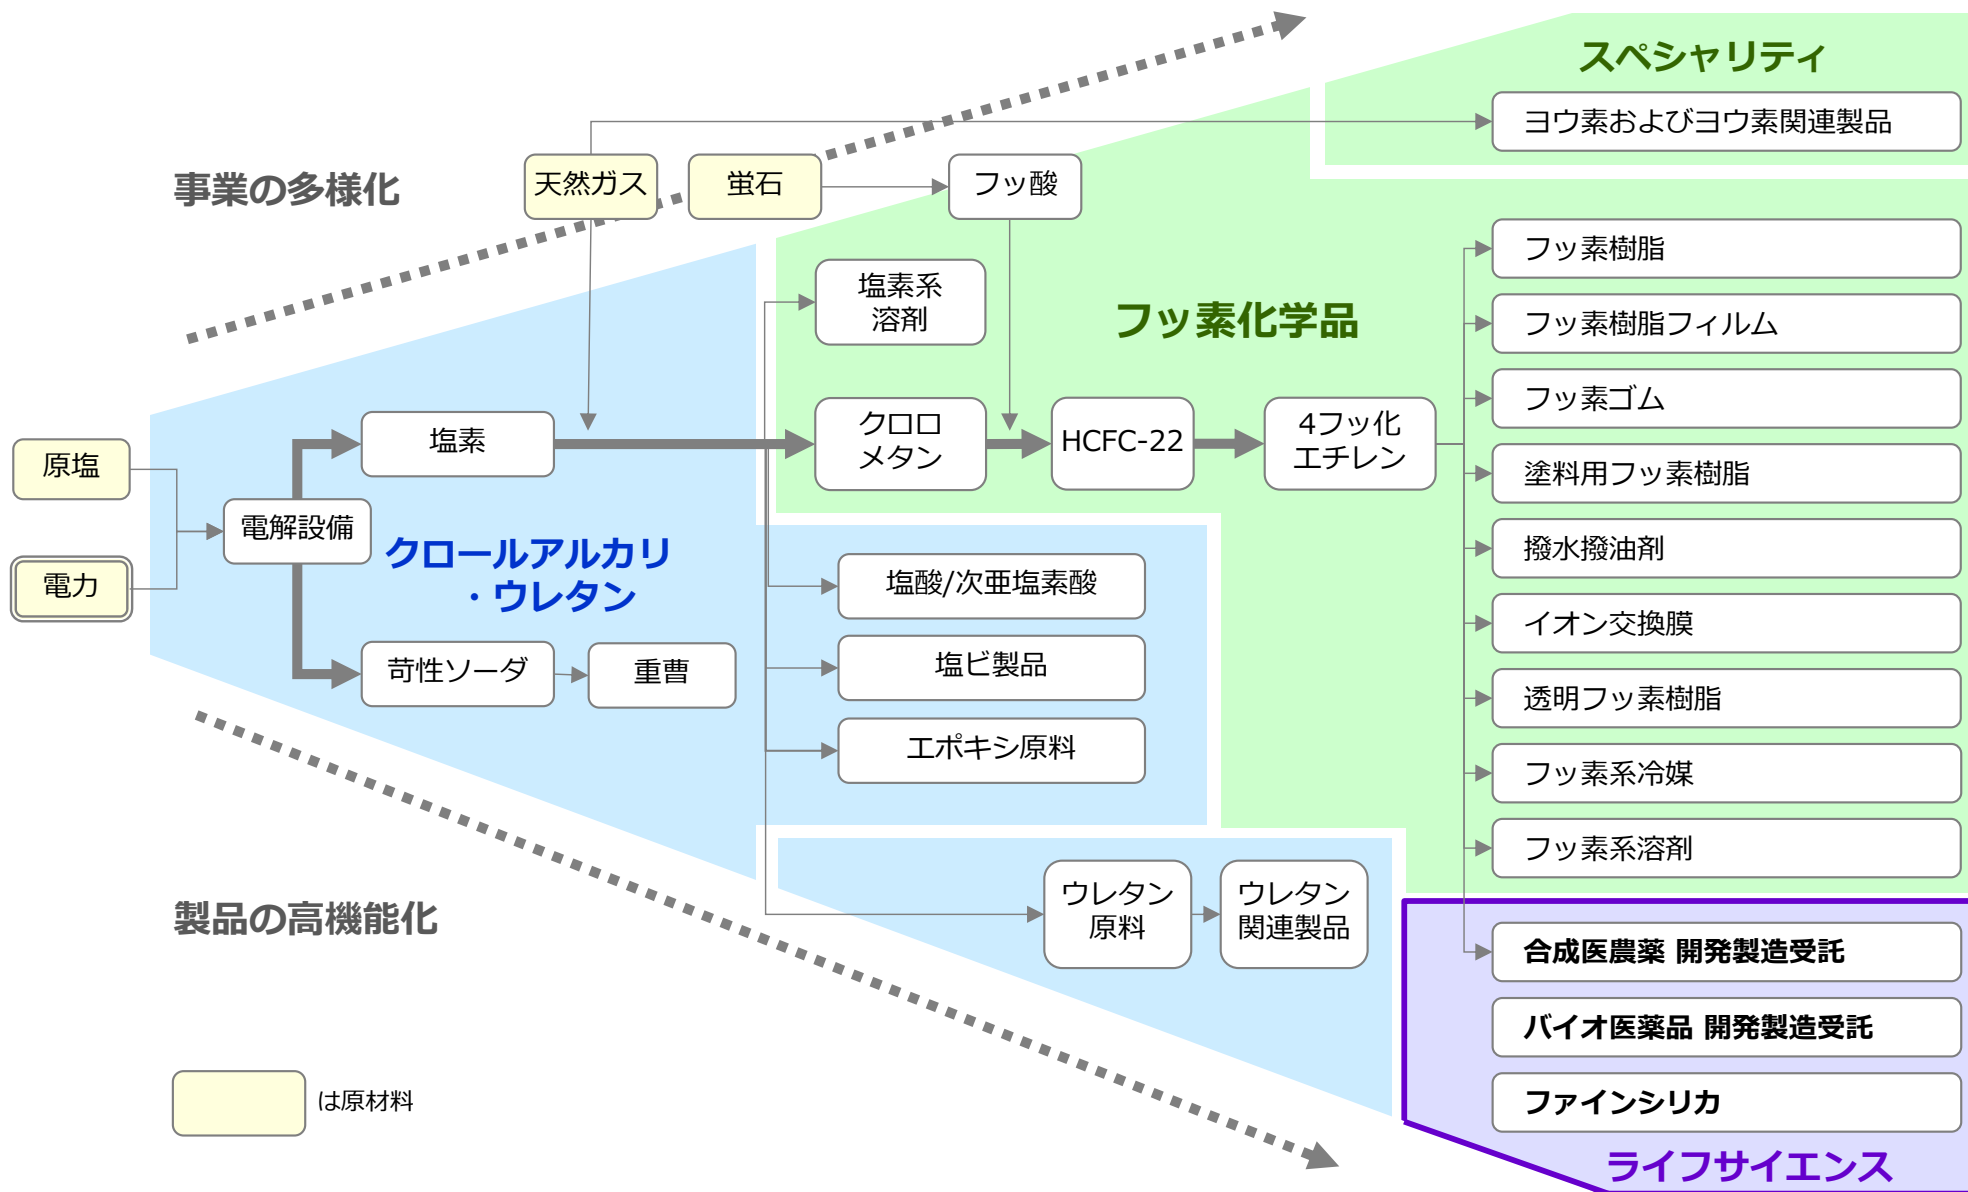 スペシャリティ
ヨウ素およびヨウ素関連製品
事業の多様化
天然ガス
蛍石
フッ酸
フッ素樹脂
塩素系
溶剤
フッ素化学品
フッ素樹脂フィルム
フッ素ゴム
塩素
クロロ
メタン
HCFC-22
4フッ化
エチレン
原塩
塗料用フッ素樹脂
電解設備
クロールアルカリ
・ウレタン
撥水撥油剤
電力
塩酸/次亜塩素酸
イオン交換膜
苛性ソーダ
重曹
塩ビ製品
透明フッ素樹脂
エポキシ原料
フッ素系冷媒
フッ素系溶剤
製品の高機能化
ウレタン
原料
ウレタン
関連製品
合成医農薬 開発製造受託
バイオ医薬品 開発製造受託
は原材料
ファインシリカ
ライフサイエンス